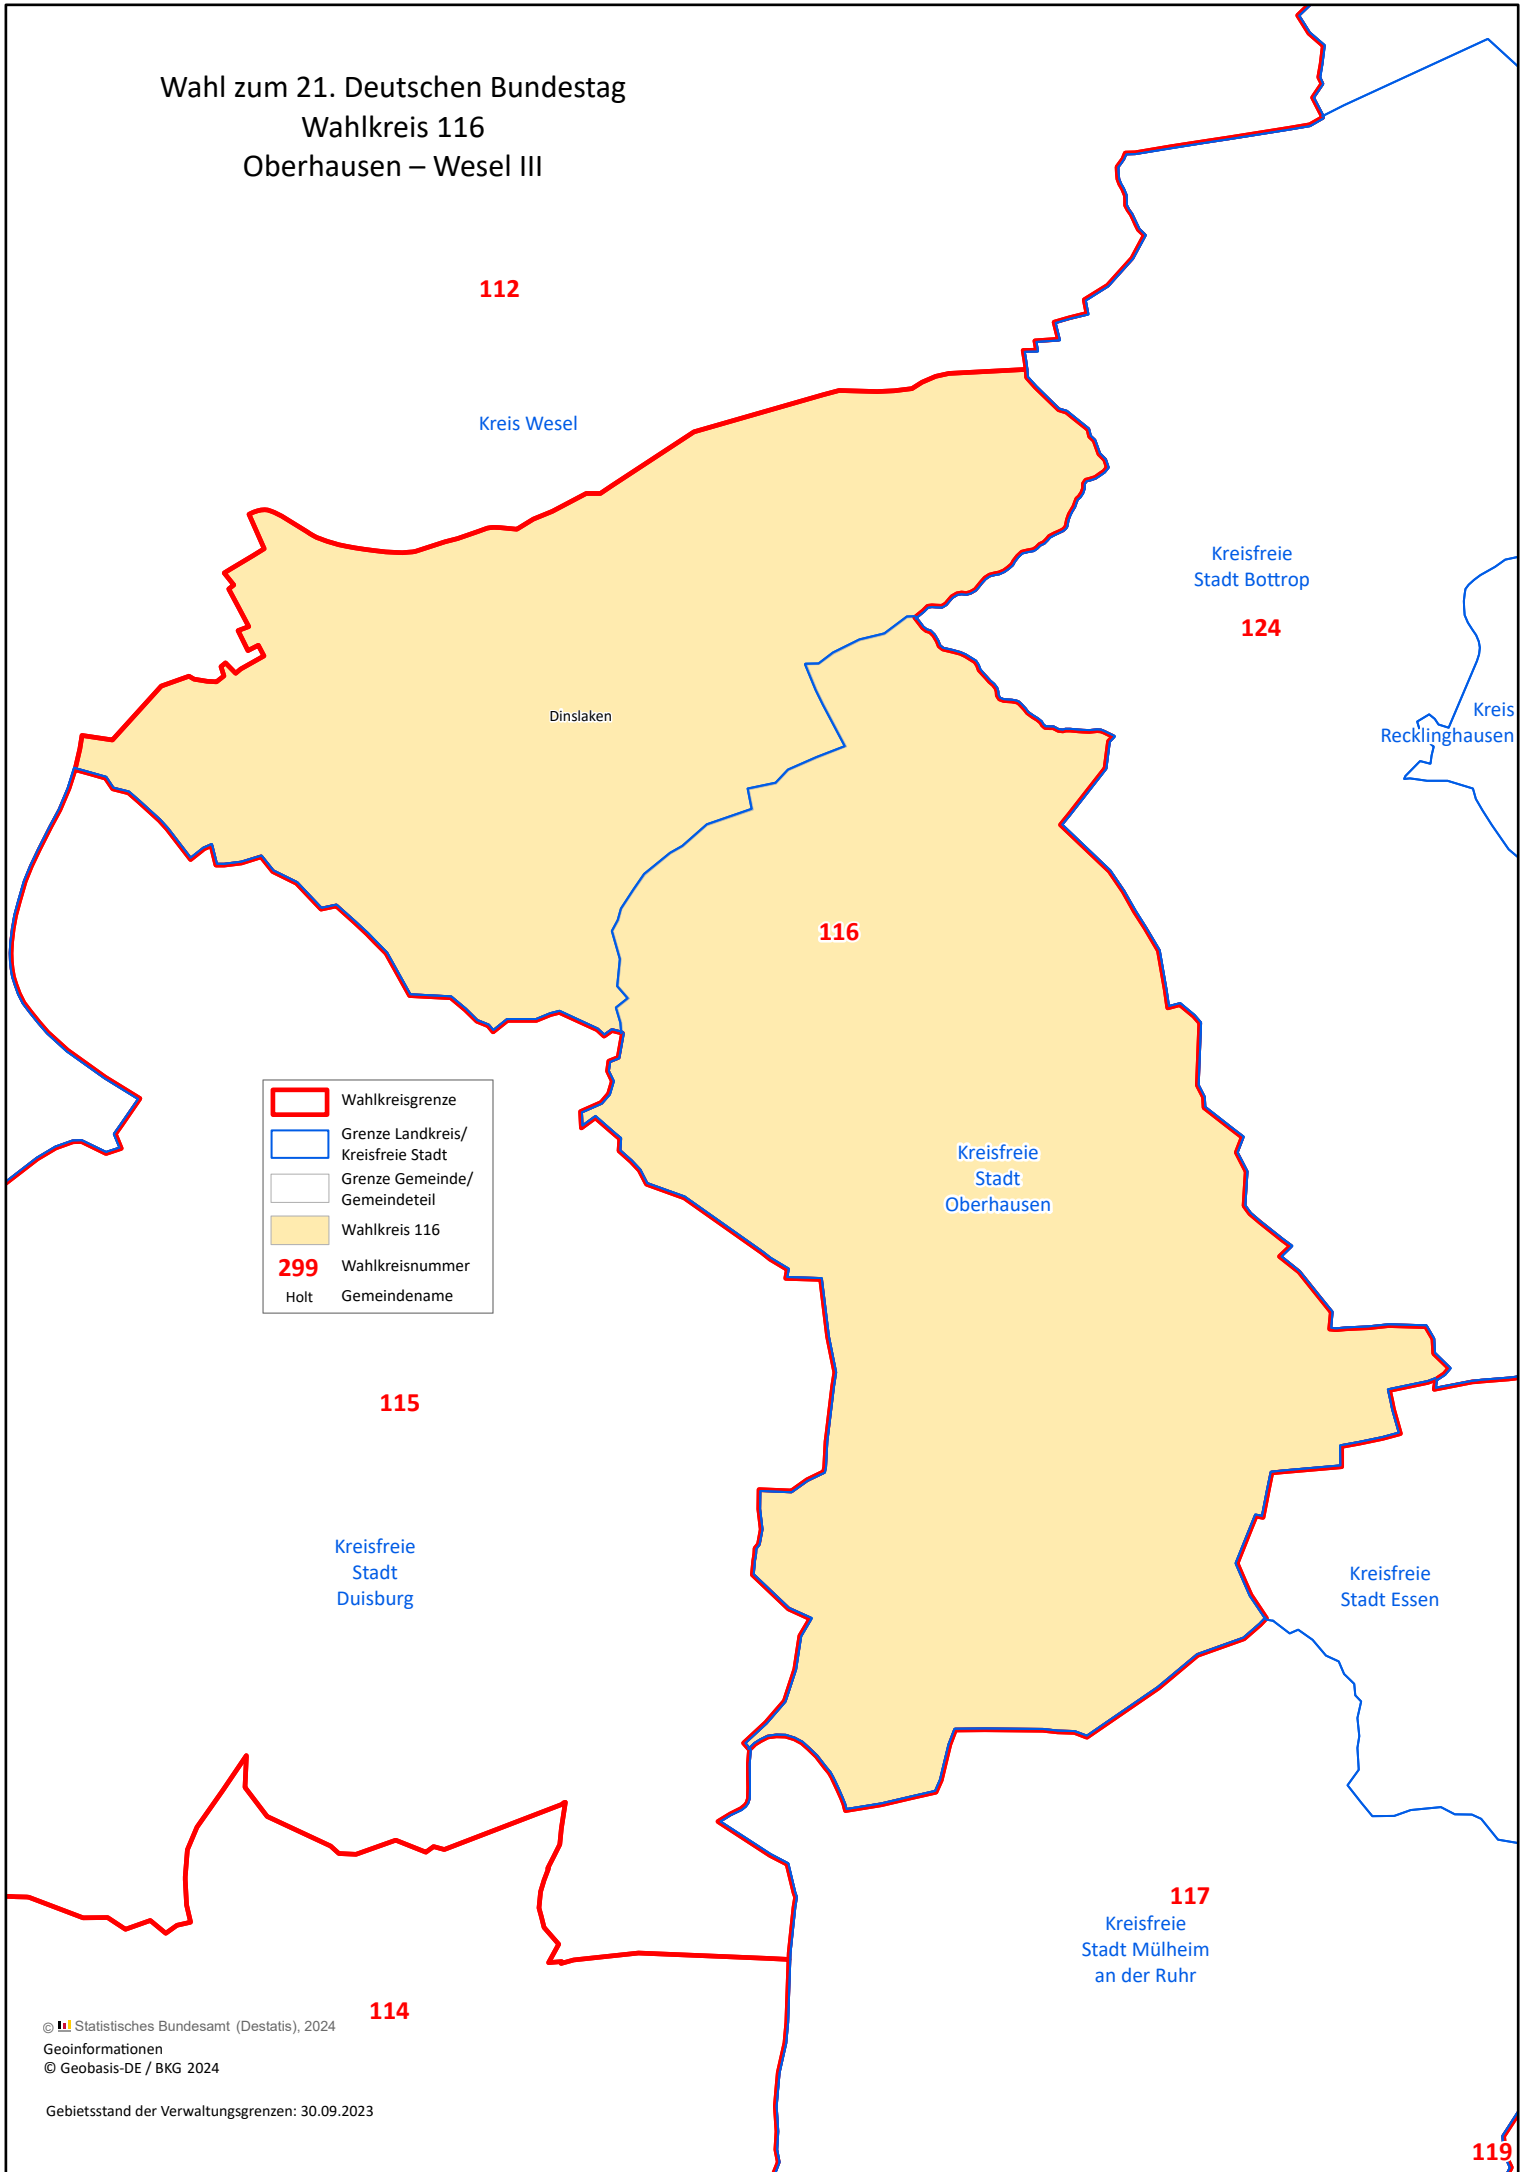 Wahl zum 21. Deutschen Bundestag
Wahlkreis 116
Oberhausen – Wesel III
112
Kreis Wesel
Kreisfreie
Stadt Bottrop
124
Kreis
Recklinghausen
Dinslaken
116
Wahlkreisgrenze
Grenze Landkreis/
Kreisfreie Stadt
Grenze Gemeinde/
Gemeindeteil
Wahlkreis 116
299 Wahlkreisnummer
Holt Gemeindename
Kreisfreie
Stadt
Oberhausen
115
Kreisfreie
Stadt
Duisburg
Kreisfreie
Stadt Essen
117
Kreisfreie
Stadt Mülheim
an der Ruhr
114
© Statistisches Bundesamt (Destatis), 2024
Geoinformationen
© Geobasis-DE / BKG 2024
Gebietsstand der Verwaltungsgrenzen: 30.09.2023
119